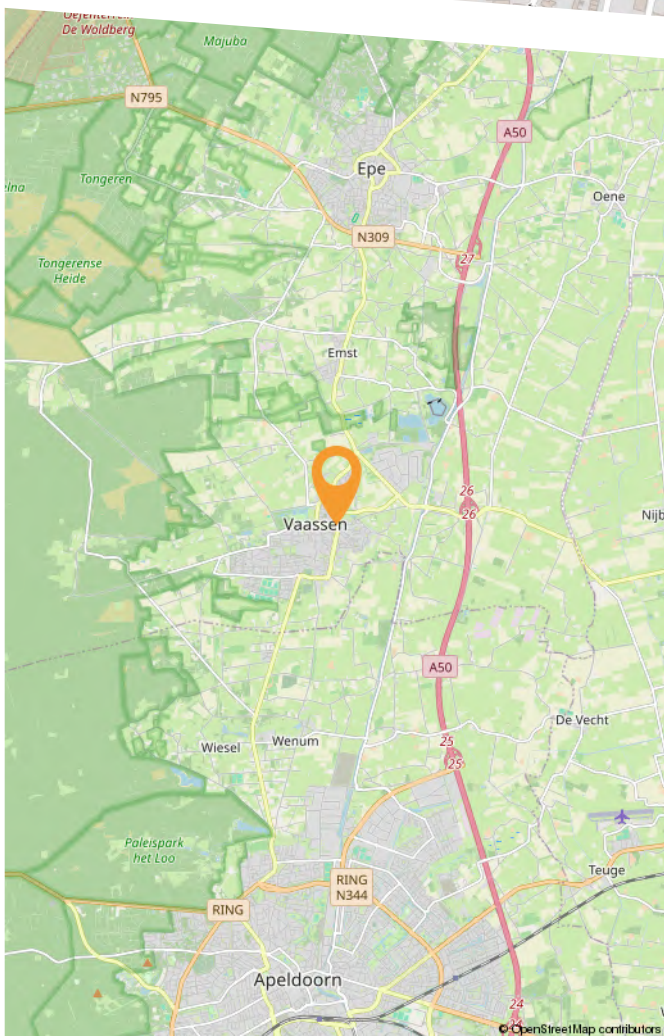 Oefenterrein
De Woldberg
Majuba
N795
A50
Epe
Tongeren
Oene
N309
27
Tongerense
Heide
Emst
26
26
Vaassen
A50
De Vecht
Wiesel
Wenum
25
25
Paleispark
het Loo
Teuge
RING
N344
RING
Apeldoorn
24
© OpenStreetMap contributors